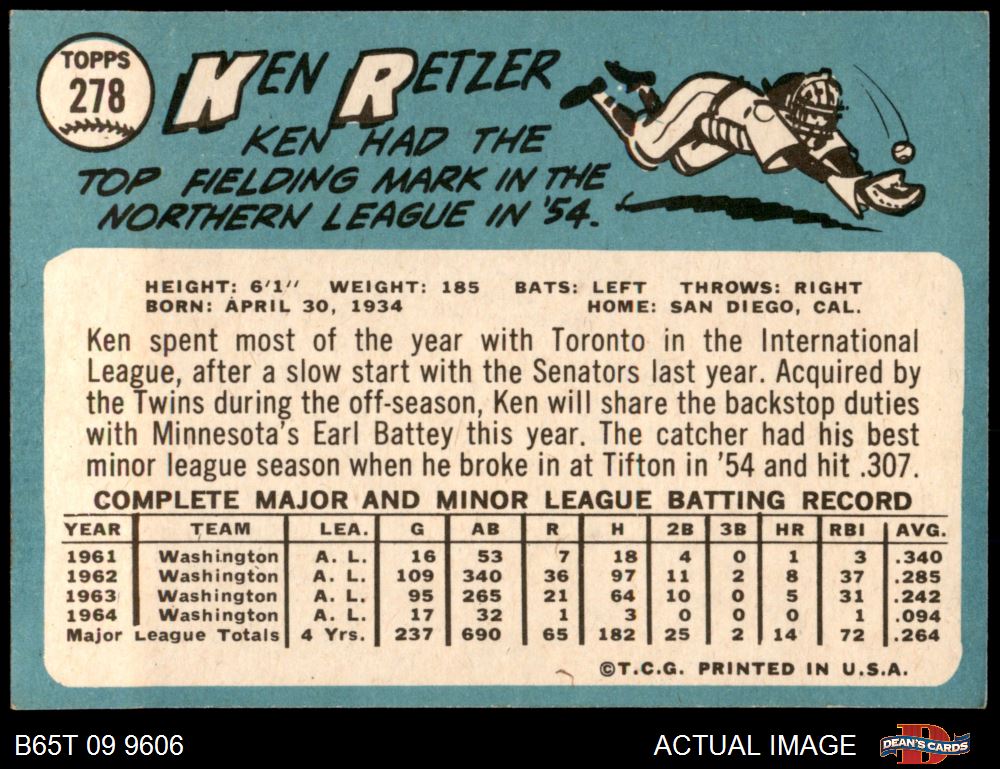 TOPPS
278
KEN RETZER
KEN HAD THE
TOP FIELDING MARK IN THE
NORTHERN LEAGUE IN '54.
HEIGHT: 6'1" WEIGHT: 185 BATS: LEFT THROWS: RIGHT
BORN: APRIL 30, 1934 HOME: SAN DIEGO, CAL.
Ken spent most of the year with Toronto in the International
League, after a slow start with the Senators last year. Acquired by
the Twins during the off-season, Ken will share the backstop duties
with Minnesota's Earl Battey this year. The catcher had his best
minor league season when he broke in at Tifton in '54 and hit .307.
COMPLETE MAJOR AND MINOR LEAGUE BATTING RECORD
YEAR TEAM LEA. G AB R H 2B 3B HR RBI AVG.
1961 Washington A. L. 16 53 7 18 4 0 1 3 .340
1962 Washington A. L. 109 340 36 97 11 2 8 37 .285
1963 Washington A. L. 95 265 21 64 10 0 5 31 .242
1964 Washington A. L. 17 32 1 3 0 0 0 1 .094
Major League Totals 4 Yrs. 237 690 65 182 25 2 14 72 .264
©T.C.G. PRINTED IN U.S.A.
B65T 09 9606 ACTUAL IMAGE DEAN'S CARDS